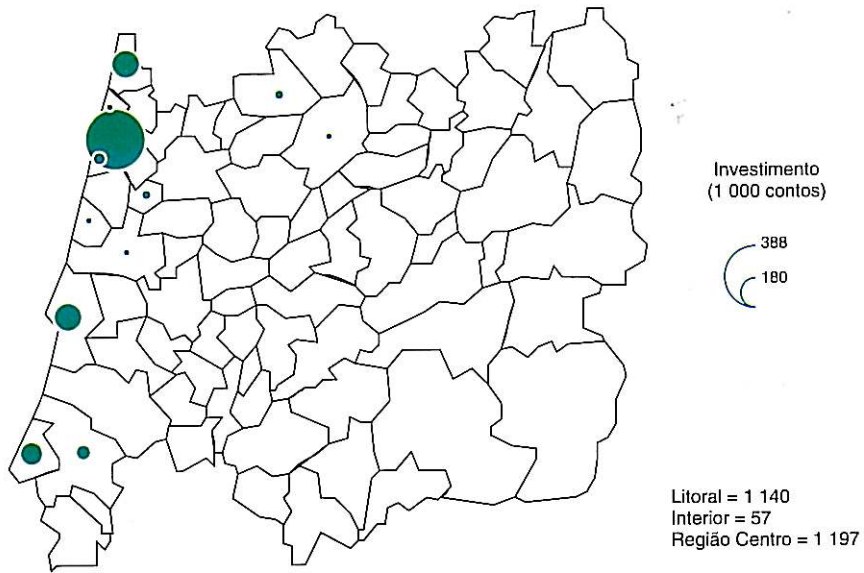 Investimento
(1 000 contos)
388
180
Litoral = 1 140
Interior = 57
Região Centro = 1 197